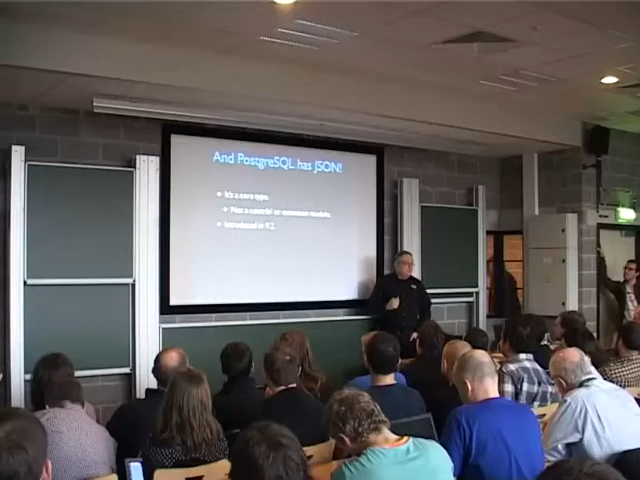 And PostgreSQL has JSON!
It's a core type.
Not a contrib/ or extension module.
Introduced in 9.2.